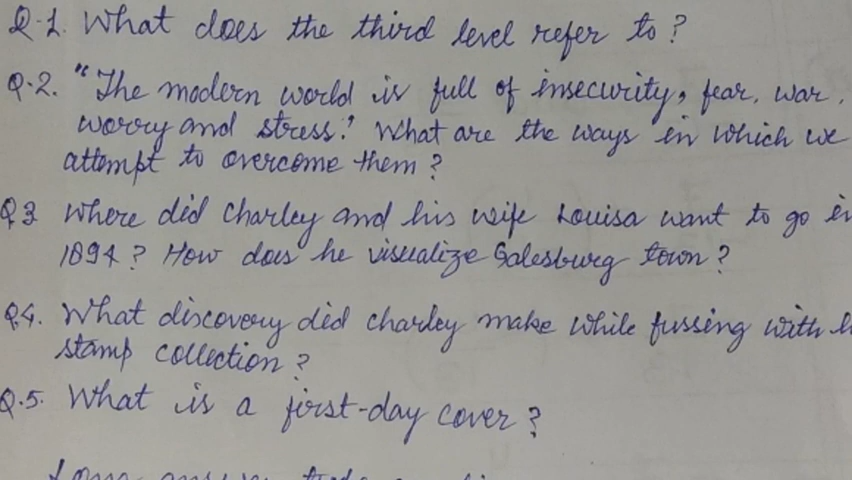 Q.1. What does the third level refer to?
Q.2. "The modern world is full of insecurity, fear, war,
worry and stress." What are the ways in which we
attempt to overcome them?
Q3 Where did Charley and his wife Louisa want to go in
1894? How does he visualize Galesburg town?
Q.4. What discovery did Charley make while fussing with
stamp collection?
Q.5. What is a first-day cover?
Long answer